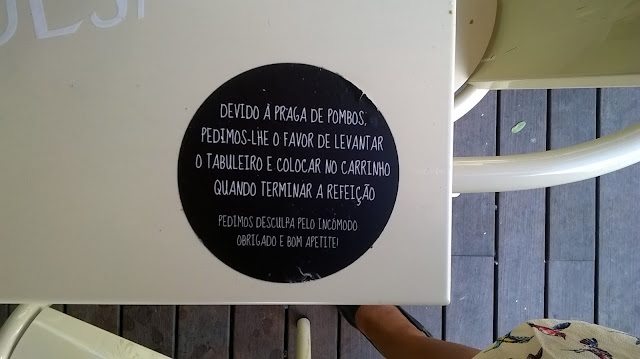 DEVIDO À PRAGA DE POMBOS,
PEDIMOS-LHE O FAVOR DE LEVANTAR
O TABULEIRO E COLOCAR NO CARRINHO
QUANDO TERMINAR A REFEIÇÃO
PEDIMOS DESCULPA PELO INCÓMODO
OBRIGADO E BOM APETITE!